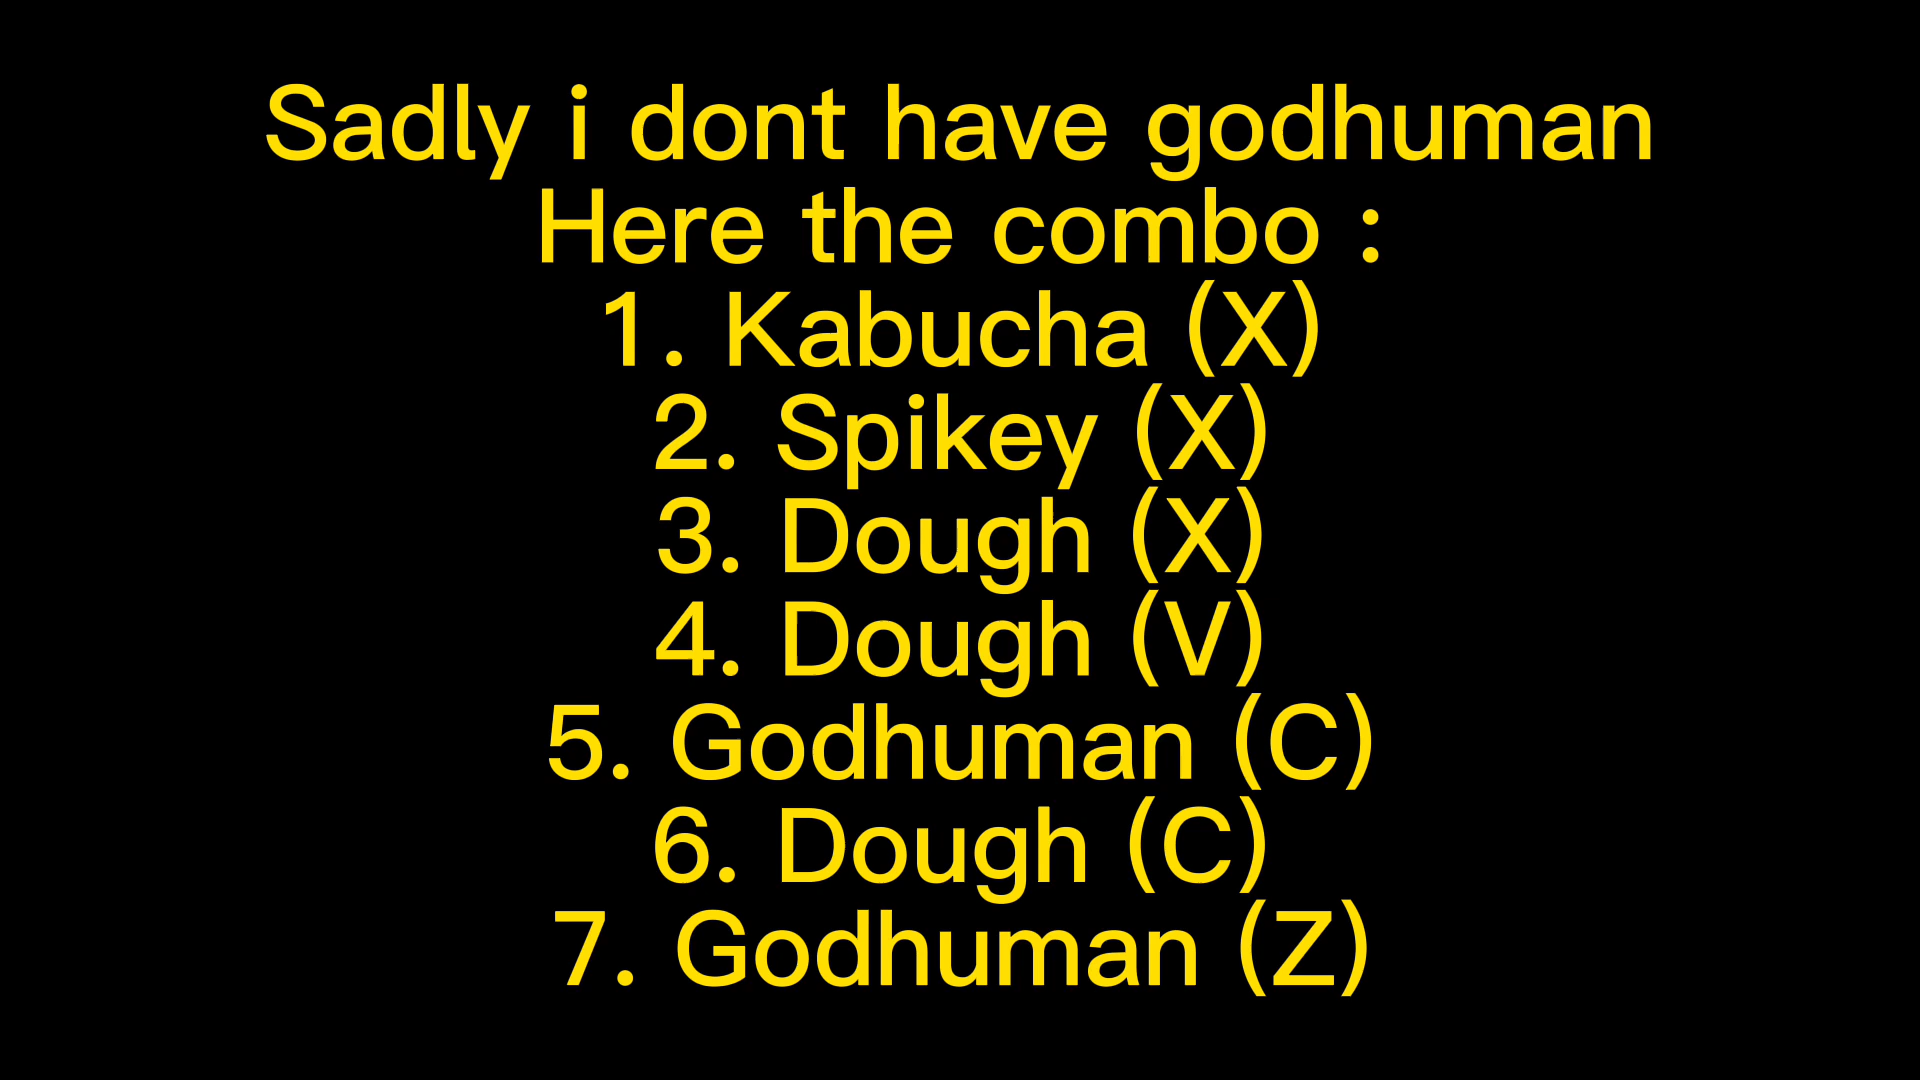 Sadly i dont have godhuman
Here the combo :
1. Kabucha (X)
2. Spikey (X)
3. Dough (X)
4. Dough (V)
5. Godhuman (C)
6. Dough (C)
7. Godhuman (Z)